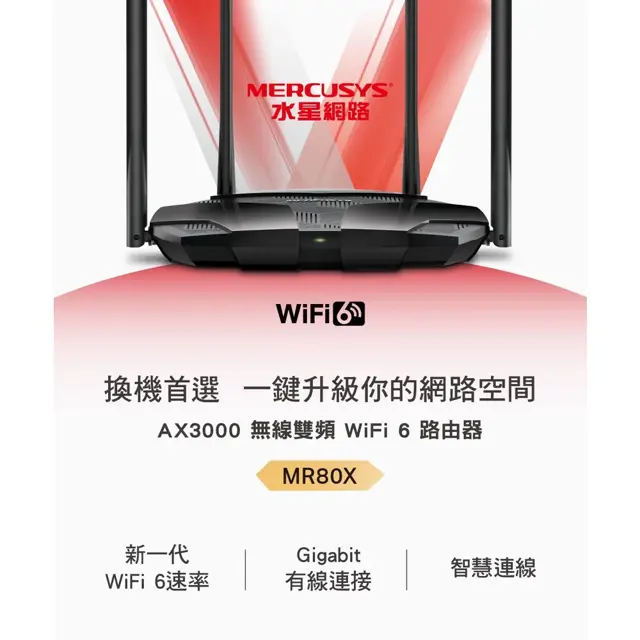 MERCUSYS®
水星網路
WiFi 6
換機首選 一鍵升級你的網路空間
AX3000 無線雙頻 WiFi 6 路由器
MR80X
新一代
WiFi 6速率
Gigabit
有線連接
智慧連線